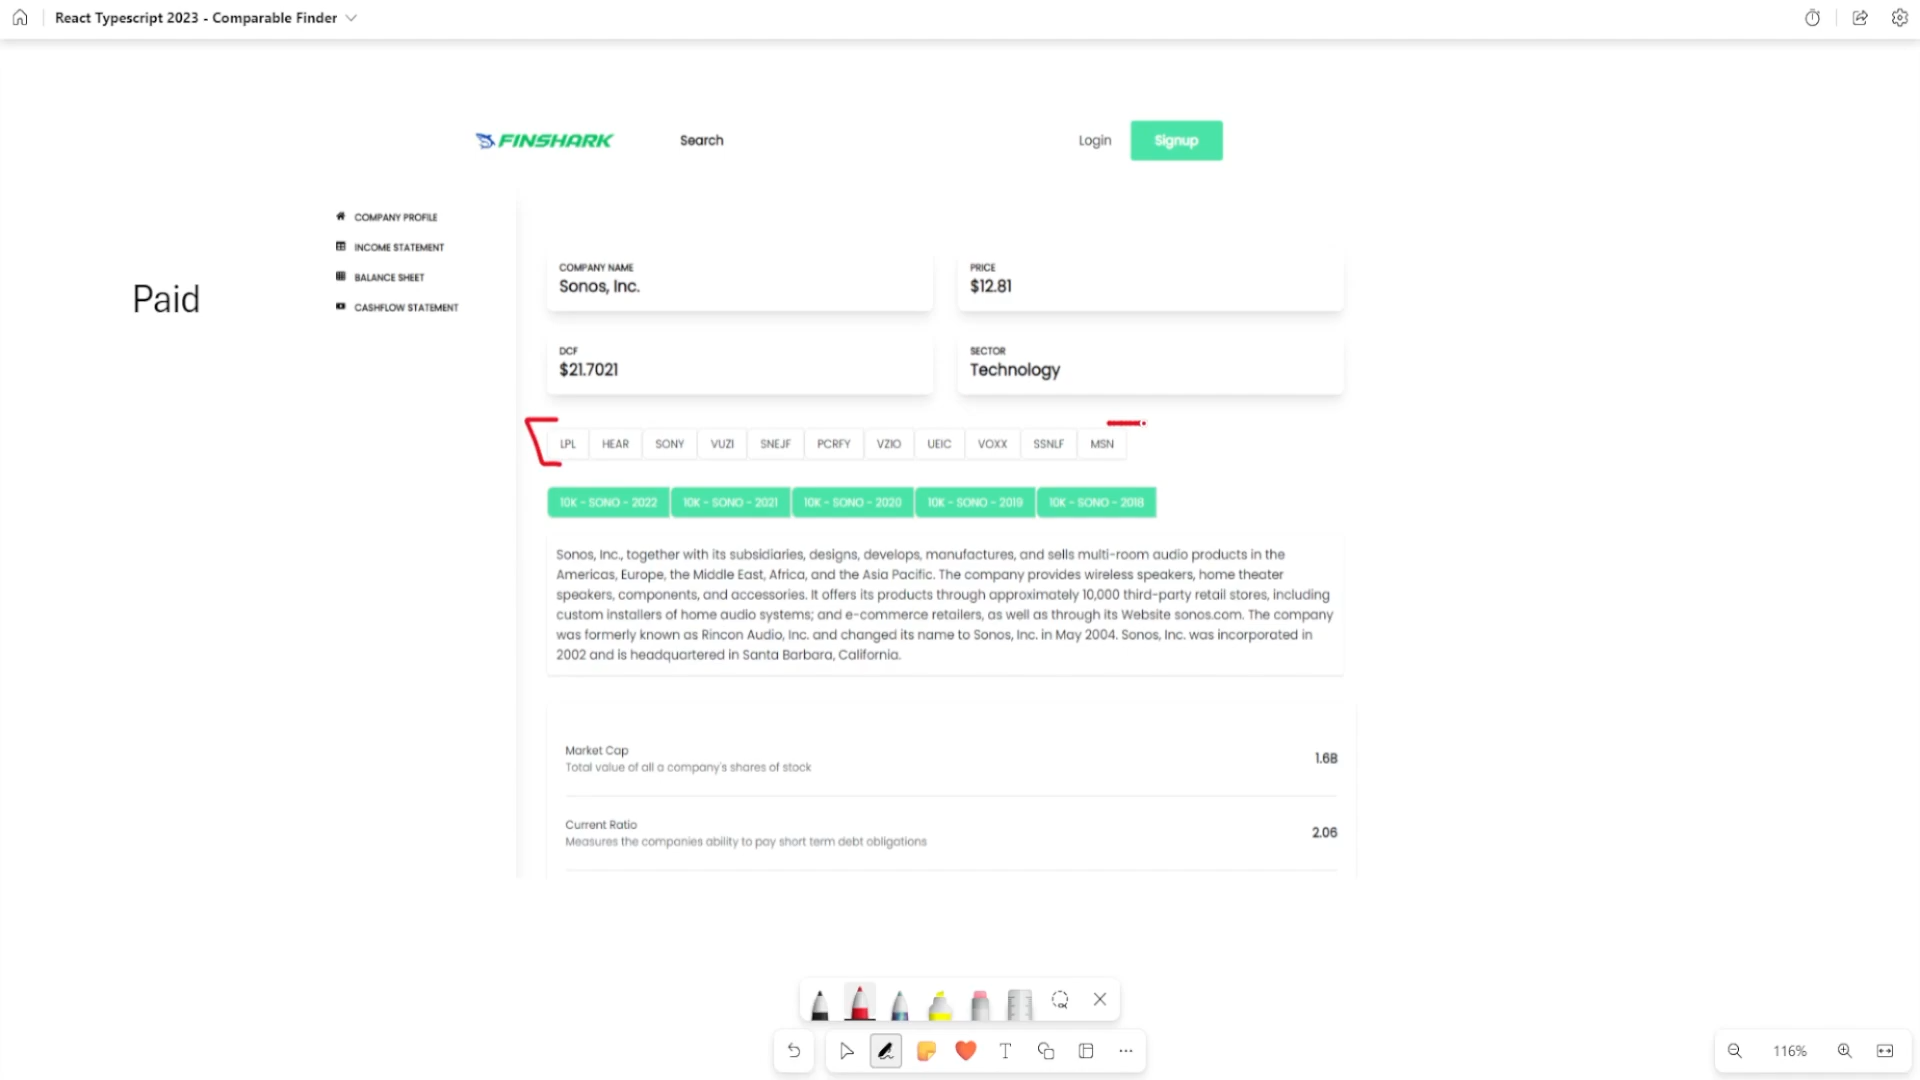 React Typescript 2023 - Comparable Finder
FINSHARK
Search
Login
Signup
COMPANY PROFILE
INCOME STATEMENT
BALANCE SHEET
CASHFLOW STATEMENT
Paid
COMPANY NAME
Sonos, Inc.
PRICE
$12.81
DCF
$21.7021
SECTOR
Technology
LPL HEAR SONY VUZI SNEJF PCRFY VZIO UEIC VOXX SSNLF MSN
10K - SONO - 2022 10K - SONO - 2021 10K - SONO - 2020 10K - SONO - 2019 10K - SONO - 2018
Sonos, Inc., together with its subsidiaries, designs, develops, manufactures, and sells multi-room audio products in the
Americas, Europe, the Middle East, Africa, and the Asia Pacific. The company provides wireless speakers, home theater
speakers, components, and accessories. It offers its products through approximately 10,000 third-party retail stores, including
custom installers of home audio systems; and e-commerce retailers, as well as through its Website sonos.com. The company
was formerly known as Rincon Audio, Inc. and changed its name to Sonos, Inc. in May 2004. Sonos, Inc. was incorporated in
2002 and is headquartered in Santa Barbara, California.
Market Cap
Total value of all a company's shares of stock
1.6B
Current Ratio
Measures the companies ability to pay short term debt obligations
2.06
116%